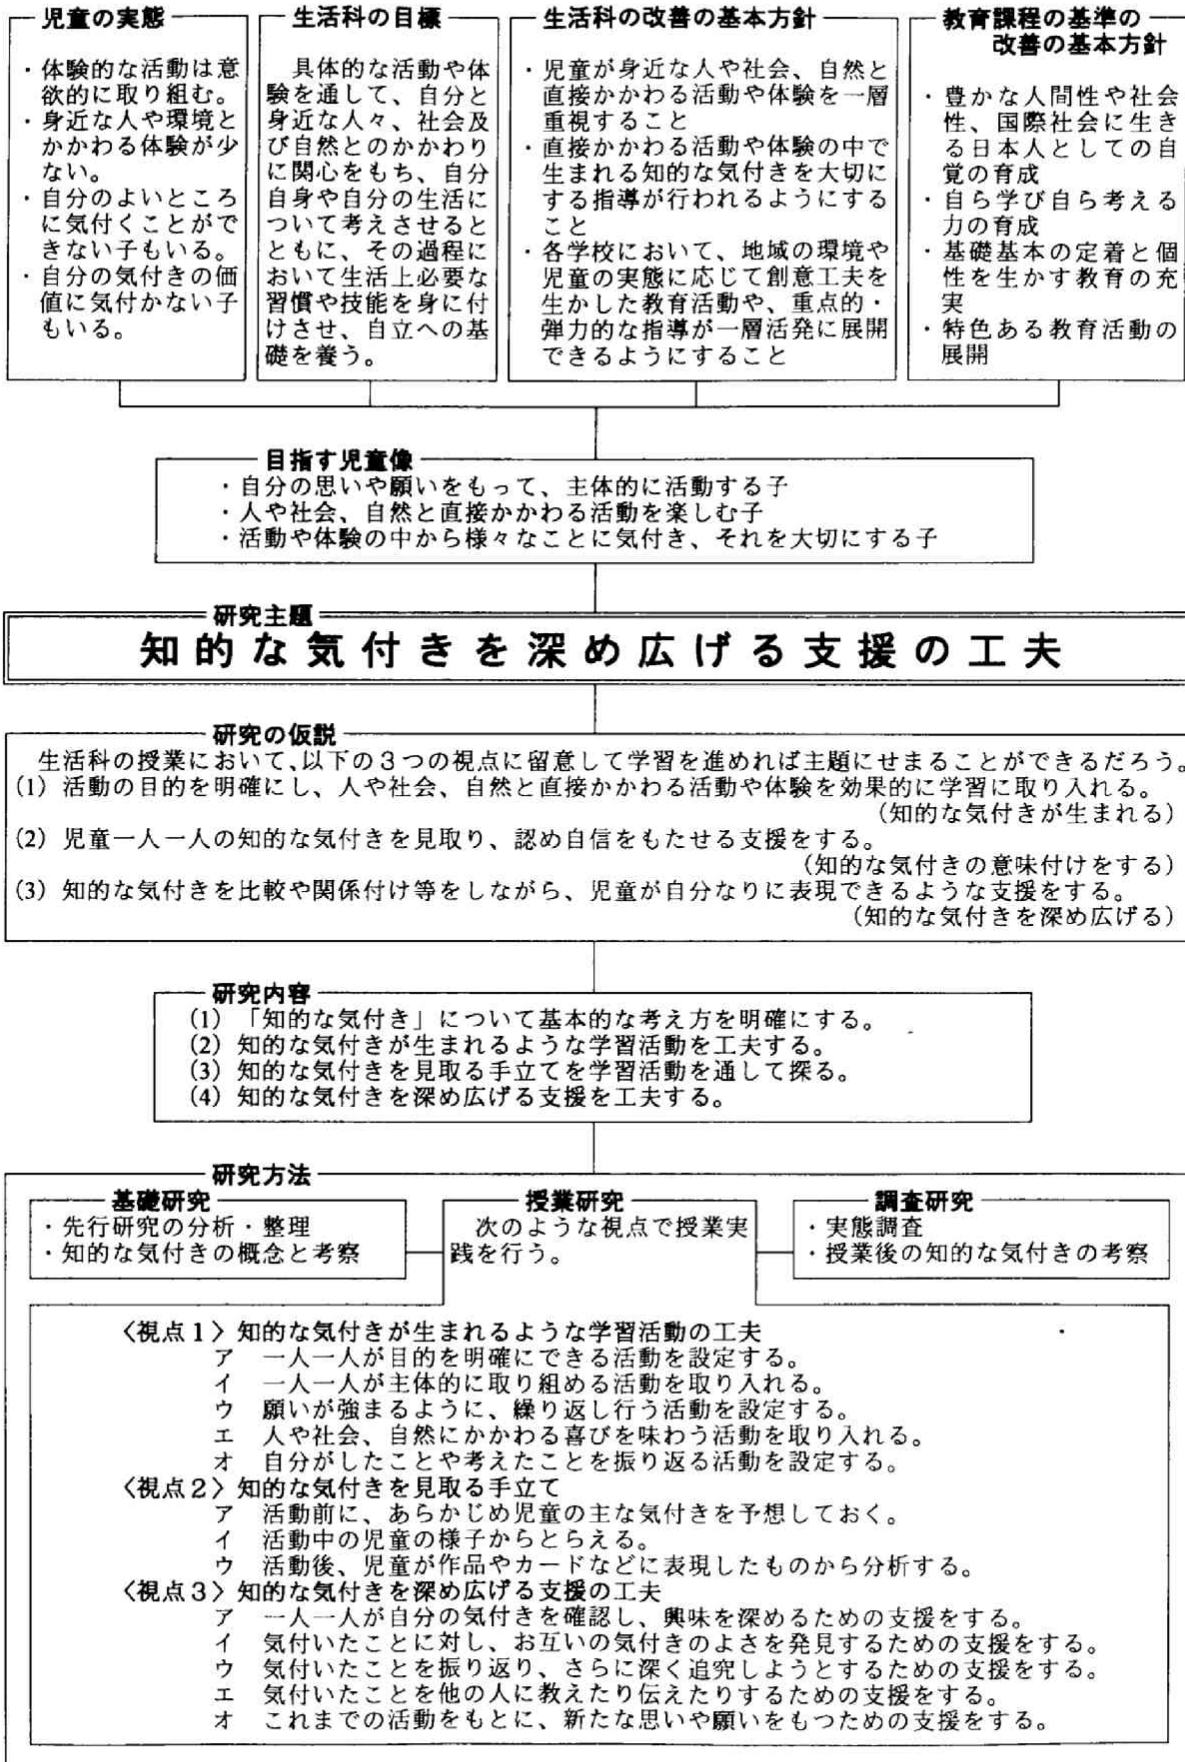 児童の実態
・体験的な活動は意
欲的に取り組む。
・身近な人や環境と
かかわる体験が少
ない。
・自分のよいところ
に気付くことがで
きない子もいる。
・自分の気付きの価
値に気付かない子
もいる。
生活科の目標
具体的な活動や体
験を通して、自分と
身近な人々、社会及
び自然とのかかわり
に関心をもち、自分
自身や自分の生活に
ついて考えさせると
ともに、その過程に
おいて生活上必要な
習慣や技能を身に付
けさせ、自立への基
礎を養う。
生活科の改善の基本方針
・児童が身近な人や社会、自然と
直接かかわる活動や体験を一層
重視すること
・直接かかわる活動や体験の中で
生まれる知的な気付きを大切に
する指導が行われるようにする
こと
・各学校において、地域の環境や
児童の実態に応じて創意工夫を
生かした教育活動や、重点的・
弾力的な指導が一層活発に展開
できるようにすること
教育課程の基準の
改善の基本方針
・豊かな人間性や社会
性、国際社会に生き
る日本人としての自
覚の育成
・自ら学び自ら考える
力の育成
・基礎基本の定着と個
性を生かす教育の充
実
・特色ある教育活動の
展開
目指す児童像
・自分の思いや願いをもって、主体的に活動する子
・人や社会、自然と直接かかわる活動を楽しむ子
・活動や体験の中から様々なことに気付き、それを大切にする子
研究主題
知的な気付きを深め広げる支援の工夫
研究の仮説
生活科の授業において、以下の3つの視点に留意して学習を進めれば主題にせまることができるだろう。
(1) 活動の目的を明確にし、人や社会、自然と直接かかわる活動や体験を効果的に学習に取り入れる。
(知的な気付きが生まれる)
(2) 児童一人一人の知的な気付きを見取り、認め自信をもたせる支援をする。
(知的な気付きの意味付けをする)
(3) 知的な気付きを比較や関係付け等をしながら、児童が自分なりに表現できるような支援をする。
(知的な気付きを深め広げる)
研究内容
(1) 「知的な気付き」について基本的な考え方を明確にする。
(2) 知的な気付きが生まれるような学習活動を工夫する。
(3) 知的な気付きを見取る手立てを学習活動を通して探る。
(4) 知的な気付きを深め広げる支援を工夫する。
研究方法
基礎研究
・先行研究の分析・整理
・知的な気付きの概念と考察
授業研究
次のような視点で授業実
践を行う。
調査研究
・実態調査
・授業後の知的な気付きの考察
〈視点1〉知的な気付きが生まれるような学習活動の工夫
ア 一人一人が目的を明確にできる活動を設定する。
イ 一人一人が主体的に取り組める活動を取り入れる。
ウ 願いが強まるように、繰り返し行う活動を設定する。
エ 人や社会、自然にかかわる喜びを味わう活動を取り入れる。
オ 自分がしたことや考えたことを振り返る活動を設定する。
〈視点2〉知的な気付きを見取る手立て
ア 活動前に、あらかじめ児童の主な気付きを予想しておく。
イ 活動中の児童の様子からとらえる。
ウ 活動後、児童が作品やカードなどに表現したものから分析する。
〈視点3〉知的な気付きを深め広げる支援の工夫
ア 一人一人が自分の気付きを確認し、興味を深めるための支援をする。
イ 気付いたことに対し、お互いの気付きのよさを発見するための支援をする。
ウ 気付いたことを振り返り、さらに深く追究しようとするための支援をする。
エ 気付いたことを他の人に教えたり伝えたりするための支援をする。
オ これまでの活動をもとに、新たな思いや願いをもつための支援をする。